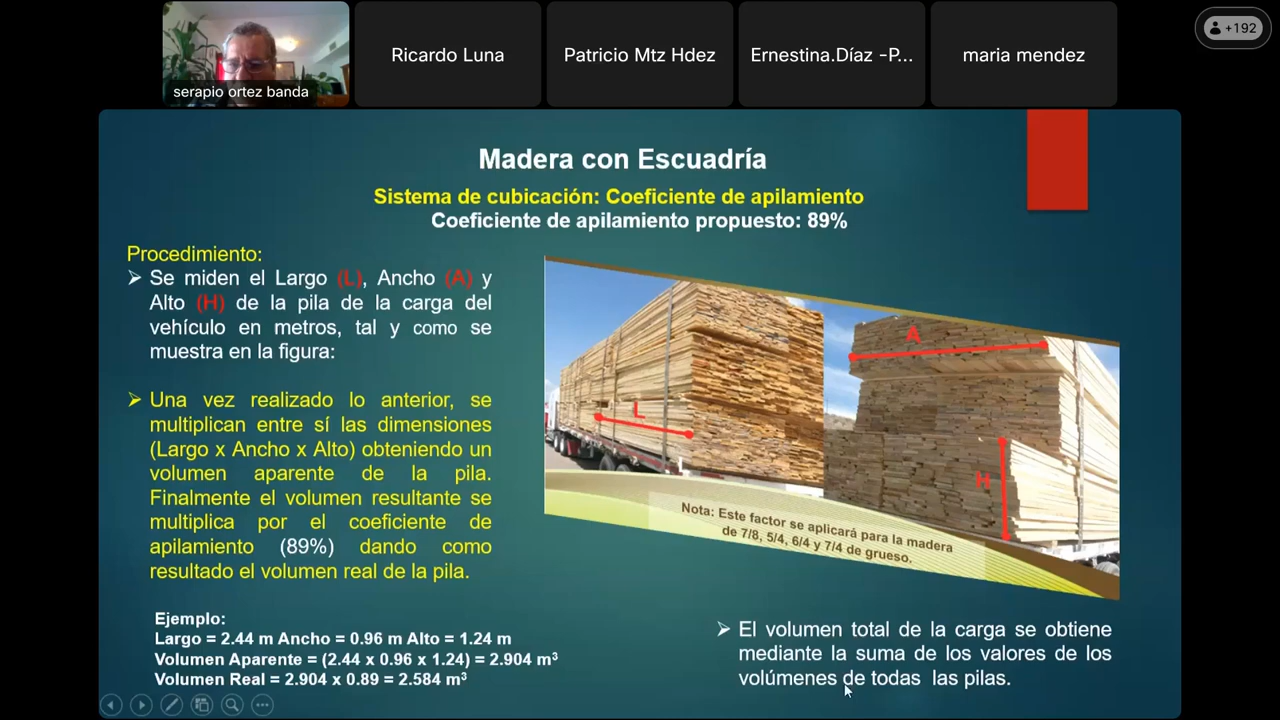 serapio ortez banda
Ricardo Luna
Patricio Mtz Hdez
Ernestina.Díaz -P...
maria mendez
+192
Madera con Escuadría
Sistema de cubicación: Coeficiente de apilamiento
Coeficiente de apilamiento propuesto: 89%
Procedimiento:
Se miden el Largo (L), Ancho (A) y
Alto (H) de la pila de la carga del
vehículo en metros, tal y como se
muestra en la figura:
Una vez realizado lo anterior, se
multiplican entre sí las dimensiones
(Largo x Ancho x Alto) obteniendo un
volumen aparente de la pila.
Finalmente el volumen resultante se
multiplica por el coeficiente de
apilamiento (89%) dando como
resultado el volumen real de la pila.
Ejemplo:
Largo = 2.44 m Ancho = 0.96 m Alto = 1.24 m
Volumen Aparente = (2.44 x 0.96 x 1.24) = 2.904 m³
Volumen Real = 2.904 x 0.89 = 2.584 m³
L
A
H
Nota: Este factor se aplicará para la madera
de 7/8, 5/4, 6/4 y 7/4 de grueso.
El volumen total de la carga se obtiene
mediante la suma de los valores de los
volúmenes de todas las pilas.